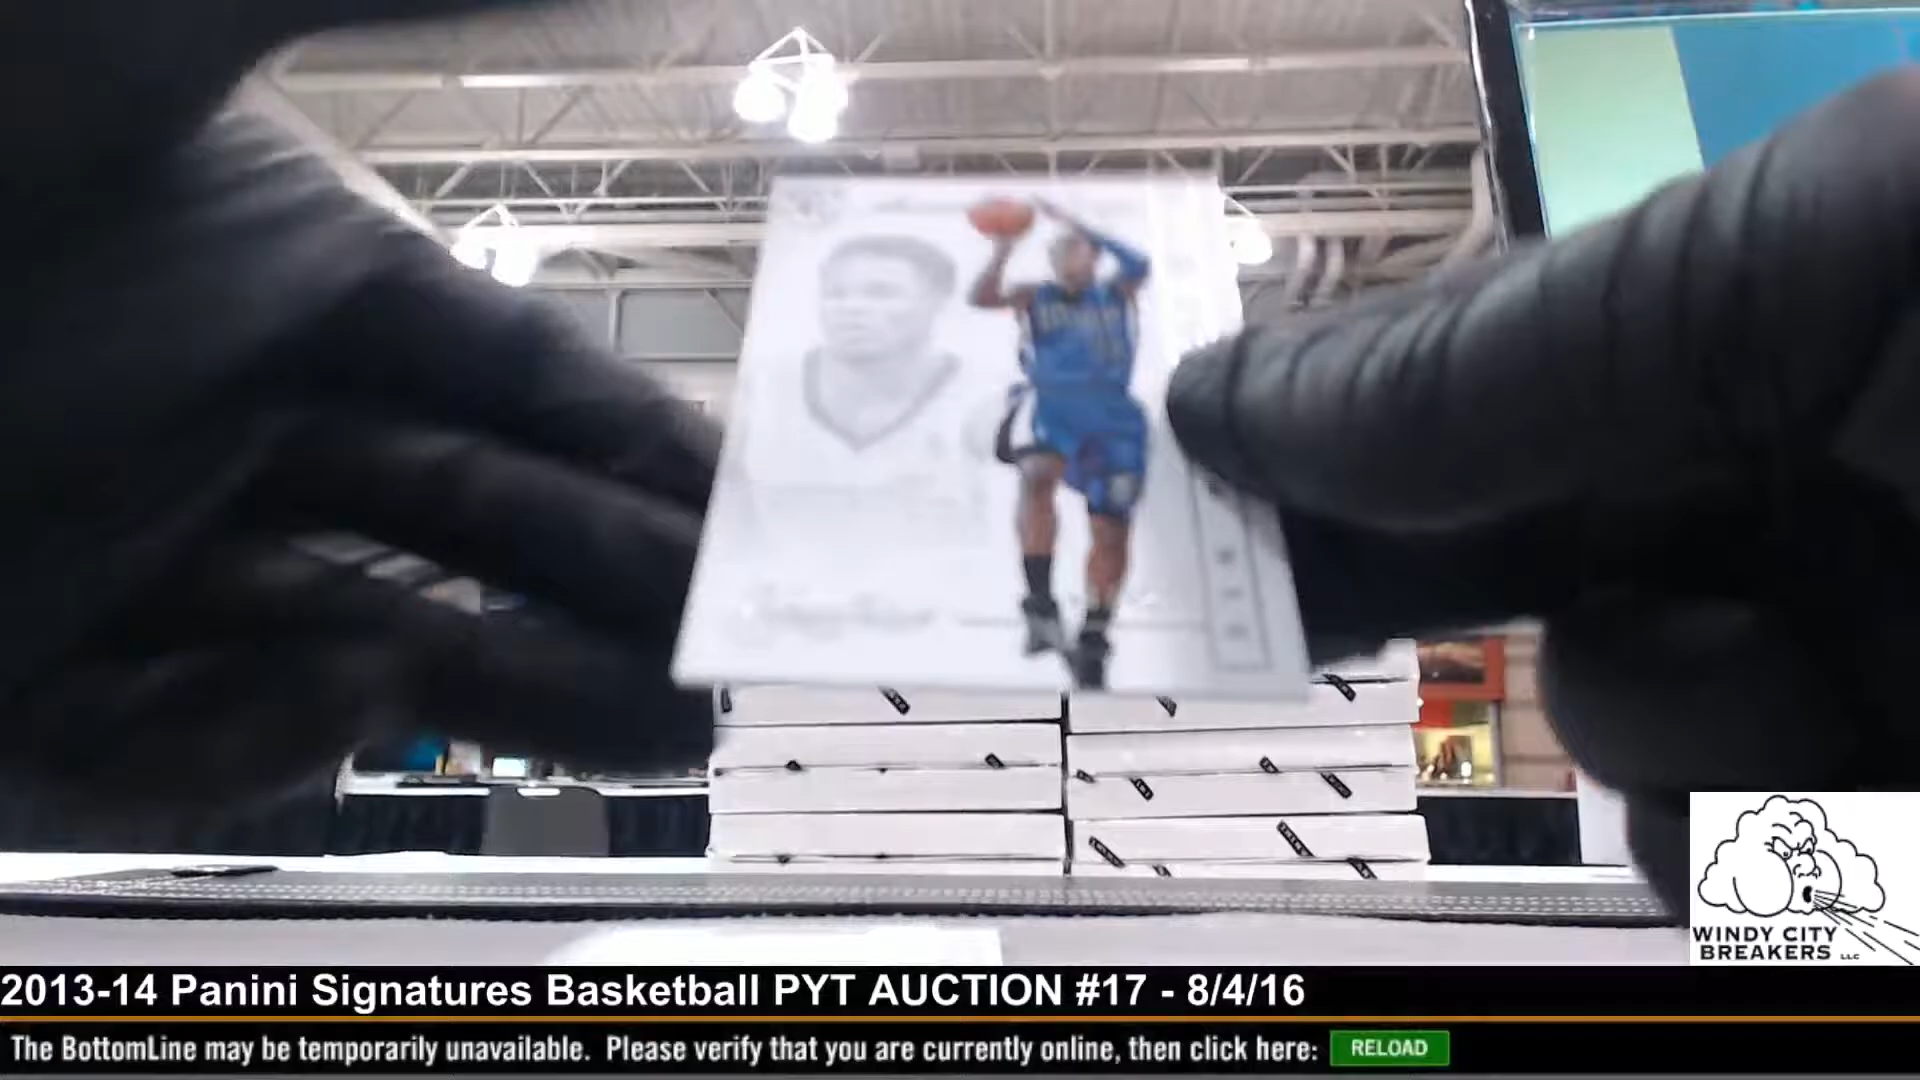 WINDY CITY
BREAKERS LLC
2013-14 Panini Signatures Basketball PYT AUCTION #17 - 8/4/16
The BottomLine may be temporarily unavailable. Please verify that you are currently online, then click here: RELOAD